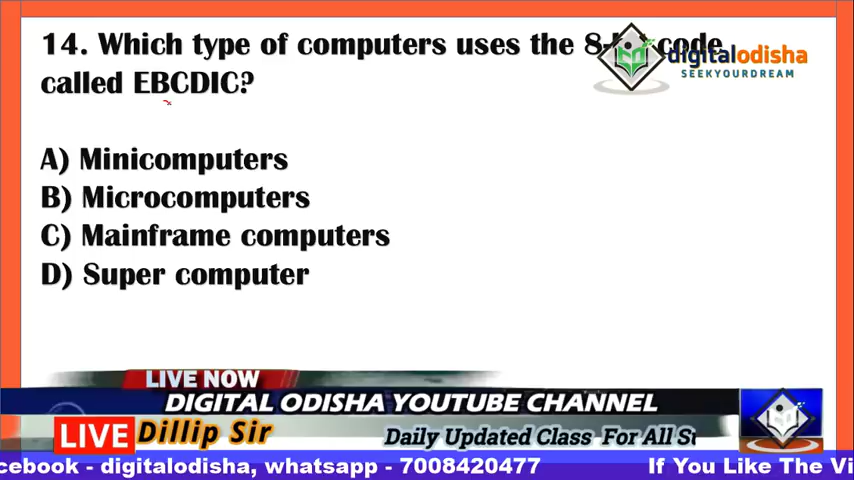 14. Which type of computers uses the 8- code
called EBCDIC?
digitalodisha
SEEKYOURDREAM
A) Minicomputers
B) Microcomputers
C) Mainframe computers
D) Super computer
LIVE NOW
DIGITAL ODISHA YOUTUBE CHANNEL
LIVE Dillip Sir
Daily Updated Class For All
- digitalodisha, whatsapp - 7008420477 If You Like The